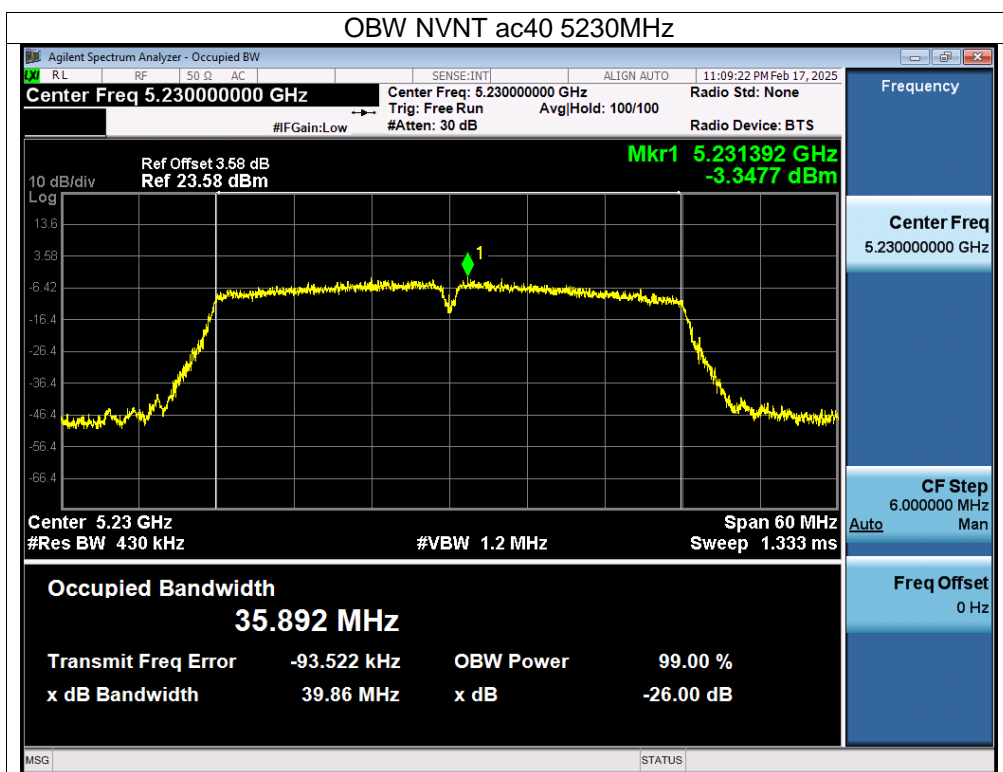 OBW NVNT ac40 5230MHz
Agilent Spectrum Analyzer - Occupied BW
LXI RL RF 50 Ω AC SENSE:INT ALIGN AUTO 11:09:22 PM Feb 17, 2025
Center Freq 5.230000000 GHz
#IFGain:Low
Center Freq: 5.230000000 GHz
Trig: Free Run Avg|Hold: 100/100
#Atten: 30 dB
Radio Std: None
Radio Device: BTS
Ref Offset 3.58 dB
10 dB/div Ref 23.58 dBm
Log
Mkr1 5.231392 GHz
-3.3477 dBm
13.6
3.58
-6.42
-16.4
-26.4
-36.4
-46.4
-56.4
-66.4
1
Center 5.23 GHz Span 60 MHz
#Res BW 430 kHz #VBW 1.2 MHz Sweep 1.333 ms
Occupied Bandwidth
35.892 MHz
Transmit Freq Error -93.522 kHz OBW Power 99.00 %
x dB Bandwidth 39.86 MHz x dB -26.00 dB
MSG STATUS
Frequency
Center Freq
5.230000000 GHz
CF Step
6.000000 MHz
Auto Man
Freq Offset
0 Hz